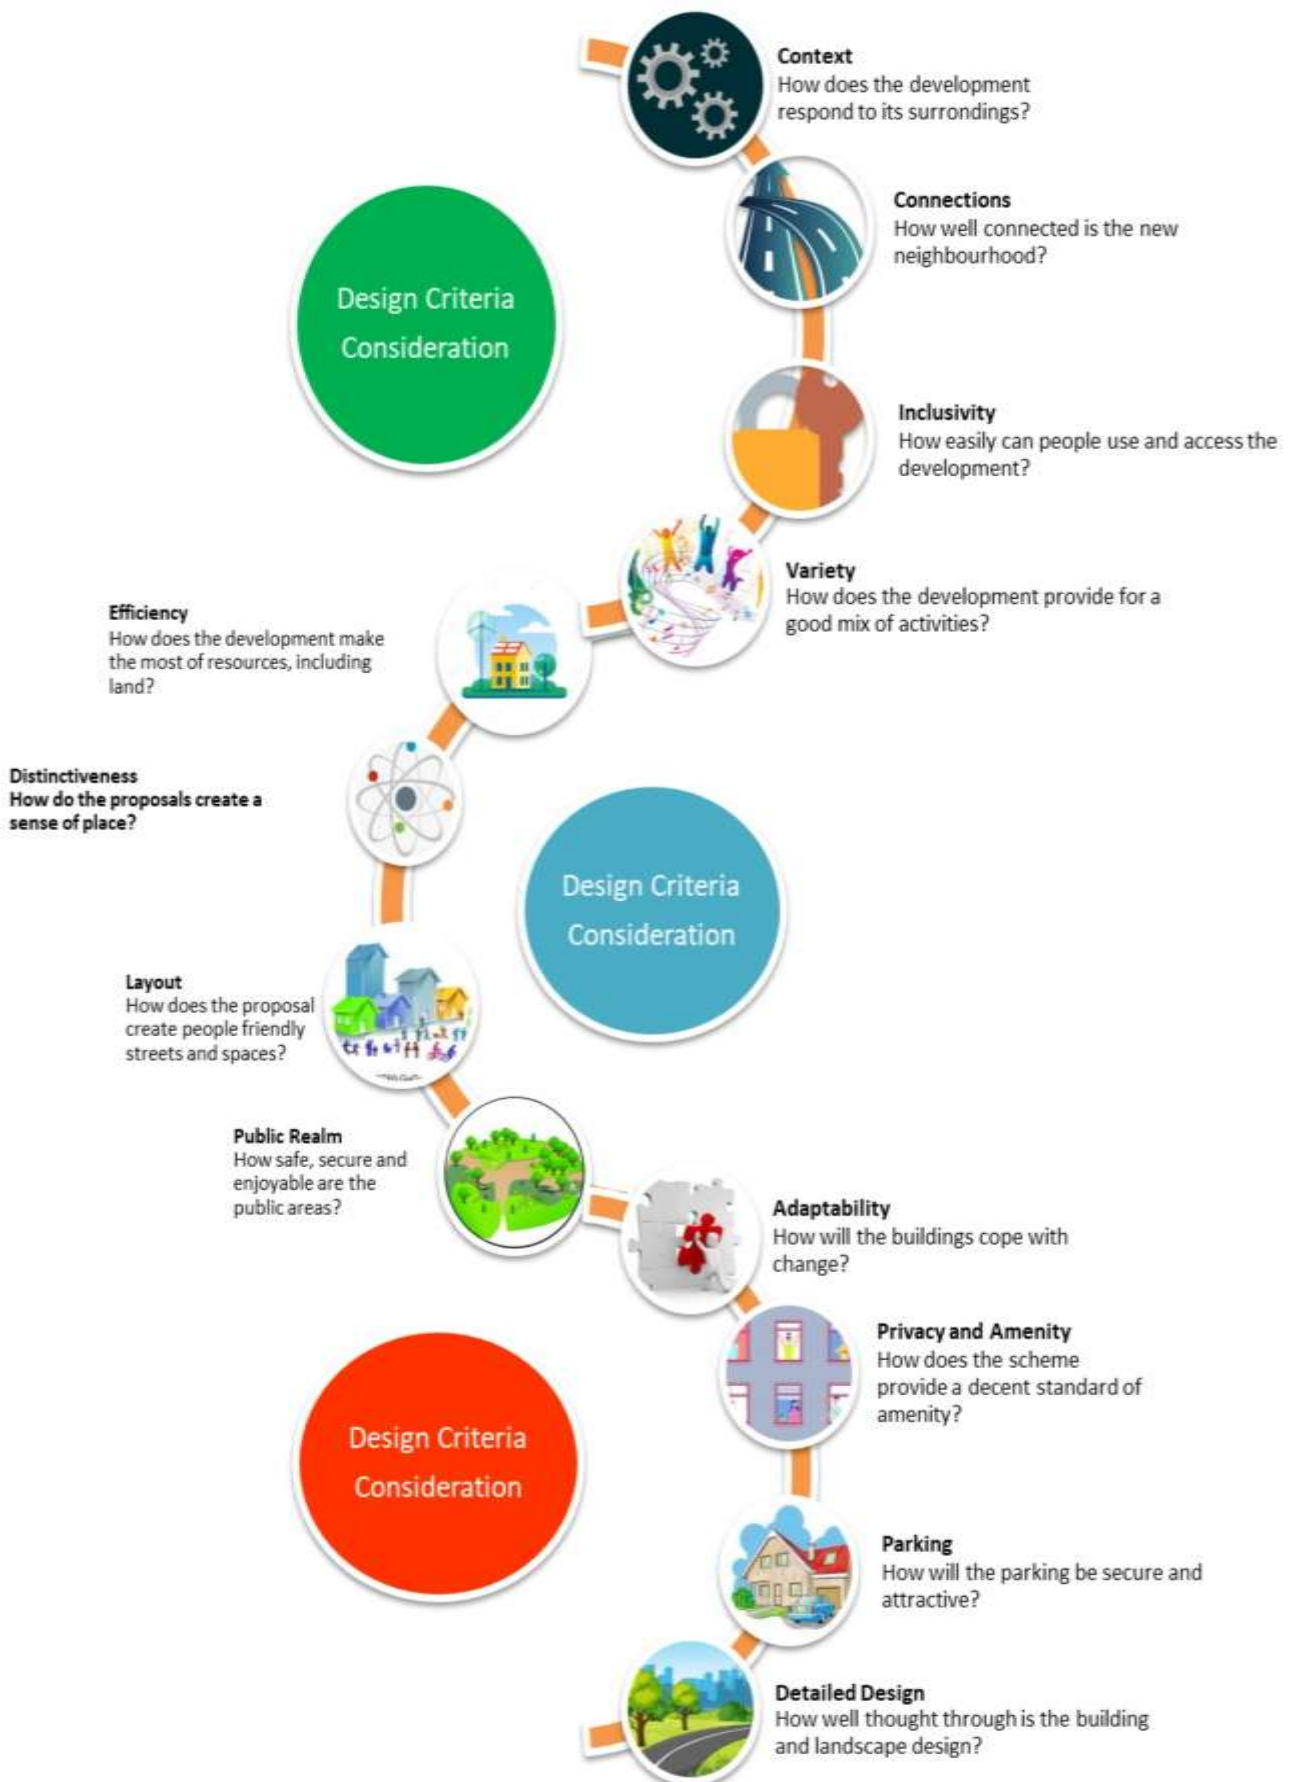 Context
How does the development
respond to its surrondings?
Connections
How well connected is the new
neighbourhood?
Design Criteria
Consideration
Inclusivity
How easily can people use and access the
development?
Variety
How does the development provide for a
good mix of activities?
Efficiency
How does the development make
the most of resources, including
land?
Distinctiveness
How do the proposals create a
sense of place?
Design Criteria
Consideration
Layout
How does the proposal
create people friendly
streets and spaces?
Public Realm
How safe, secure and
enjoyable are the
public areas?
Adaptability
How will the buildings cope with
change?
Privacy and Amenity
How does the scheme
provide a decent standard of
amenity?
Design Criteria
Consideration
Parking
How will the parking be secure and
attractive?
Detailed Design
How well thought through is the building
and landscape design?